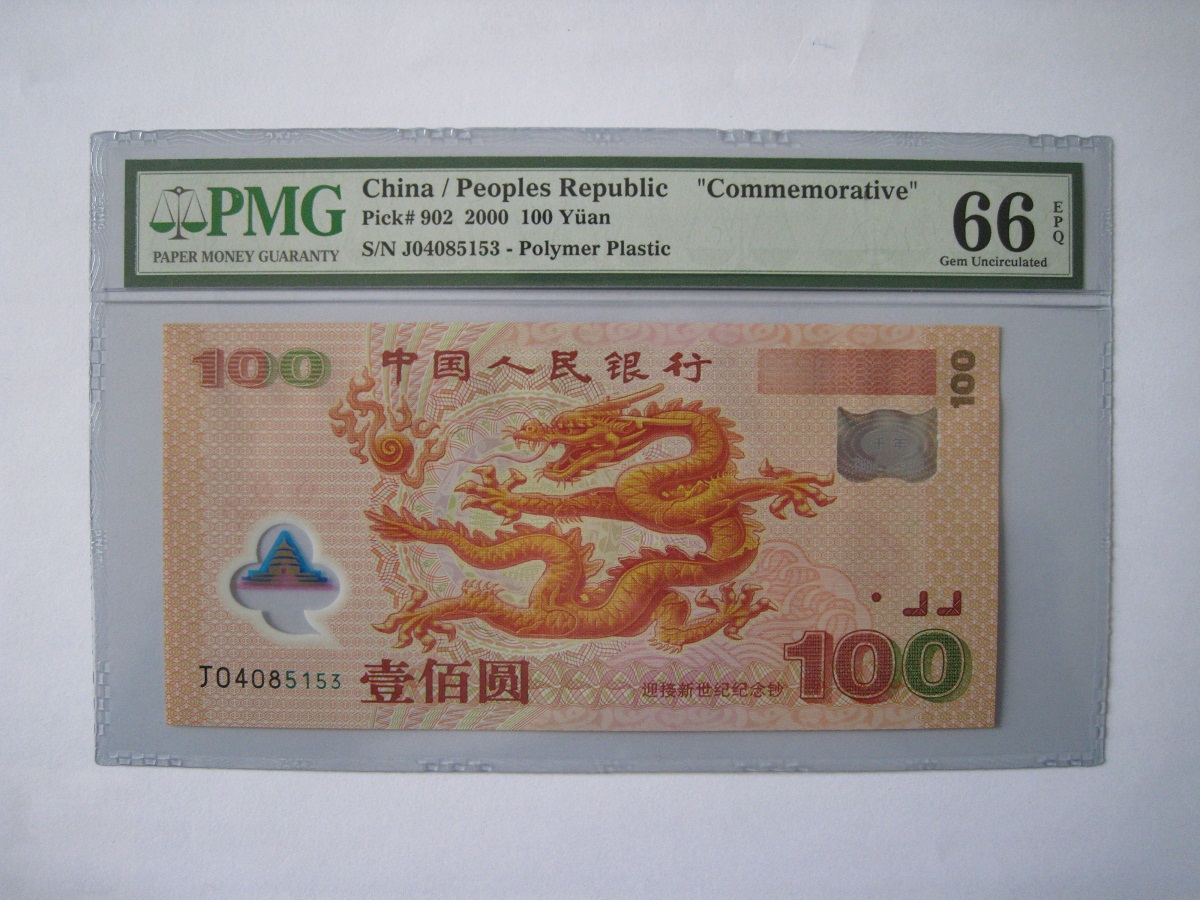 PMG
PAPER MONEY GUARANTY
China / Peoples Republic "Commemorative"
Pick# 902 2000 100 Yüan
S/N J04085153 - Polymer Plastic
66
EPQ
Gem Uncirculated
100
中国人民银行
100
千年
J04085153
壹佰圆
迎接新世纪纪念钞
100